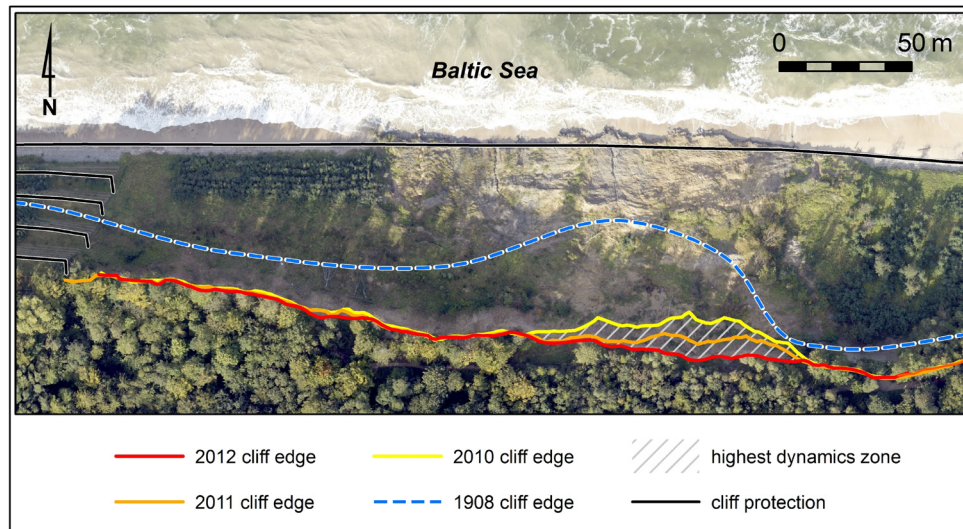 0 50 m
Baltic Sea
N
2012 cliff edge
2010 cliff edge
highest dynamics zone
2011 cliff edge
1908 cliff edge
cliff protection